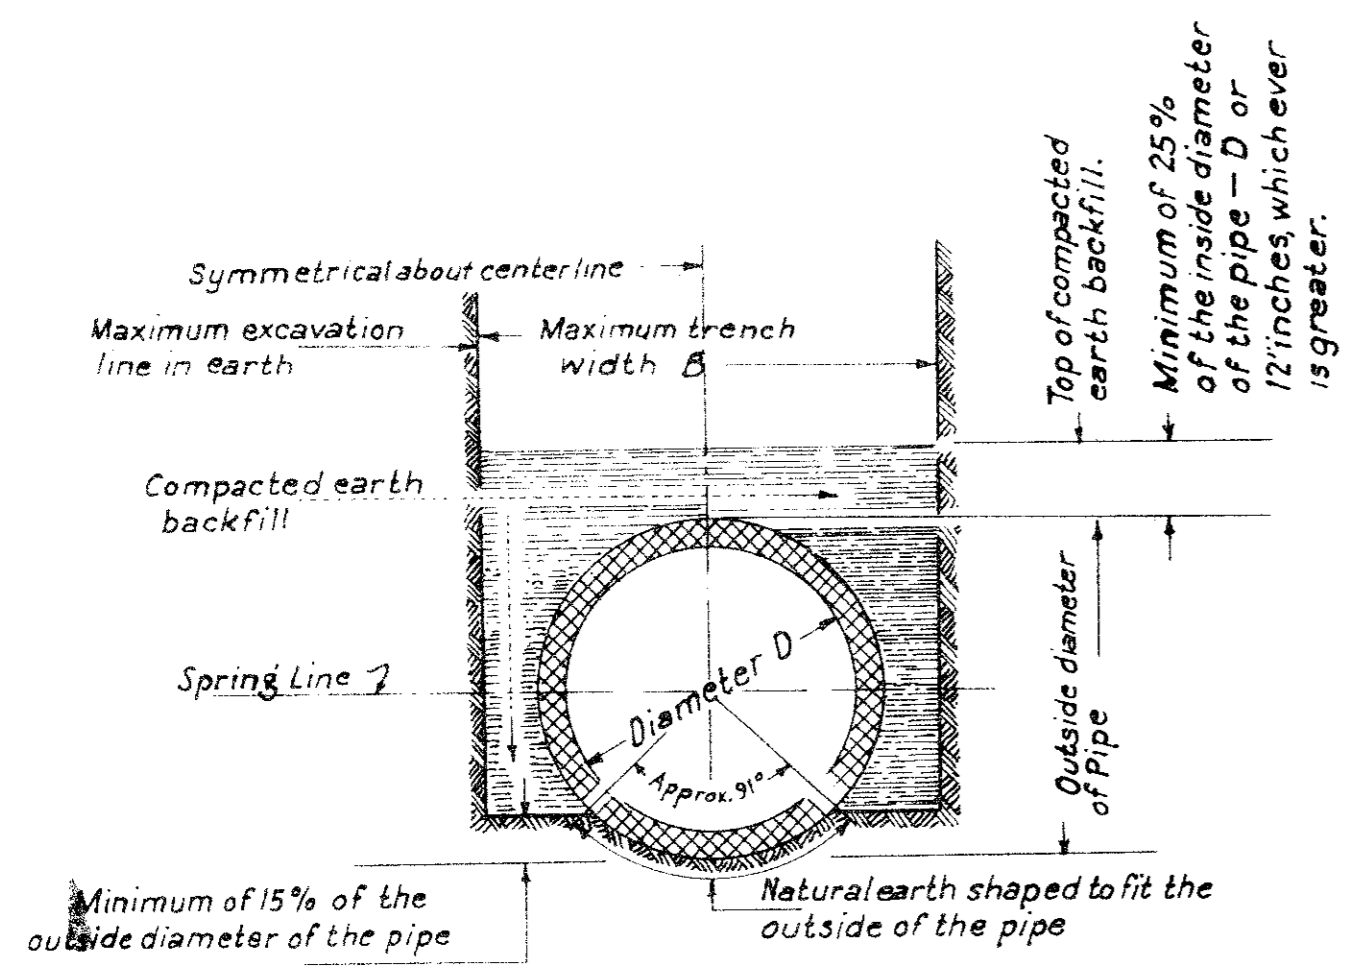 Symmetrical about centerline
Maximum excavation
line in earth
Maximum trench
width B
Top of compacted
earth backfill.
Minimum of 25%
of the inside diameter
of the pipe — D or
12" inches, which ever
is greater.
Compacted earth
backfill
Spring Line
Diameter D
Approx. 91°
Outside diameter
of Pipe
Minimum of 15% of the
outside diameter of the pipe
Natural earth shaped to fit the
outside of the pipe